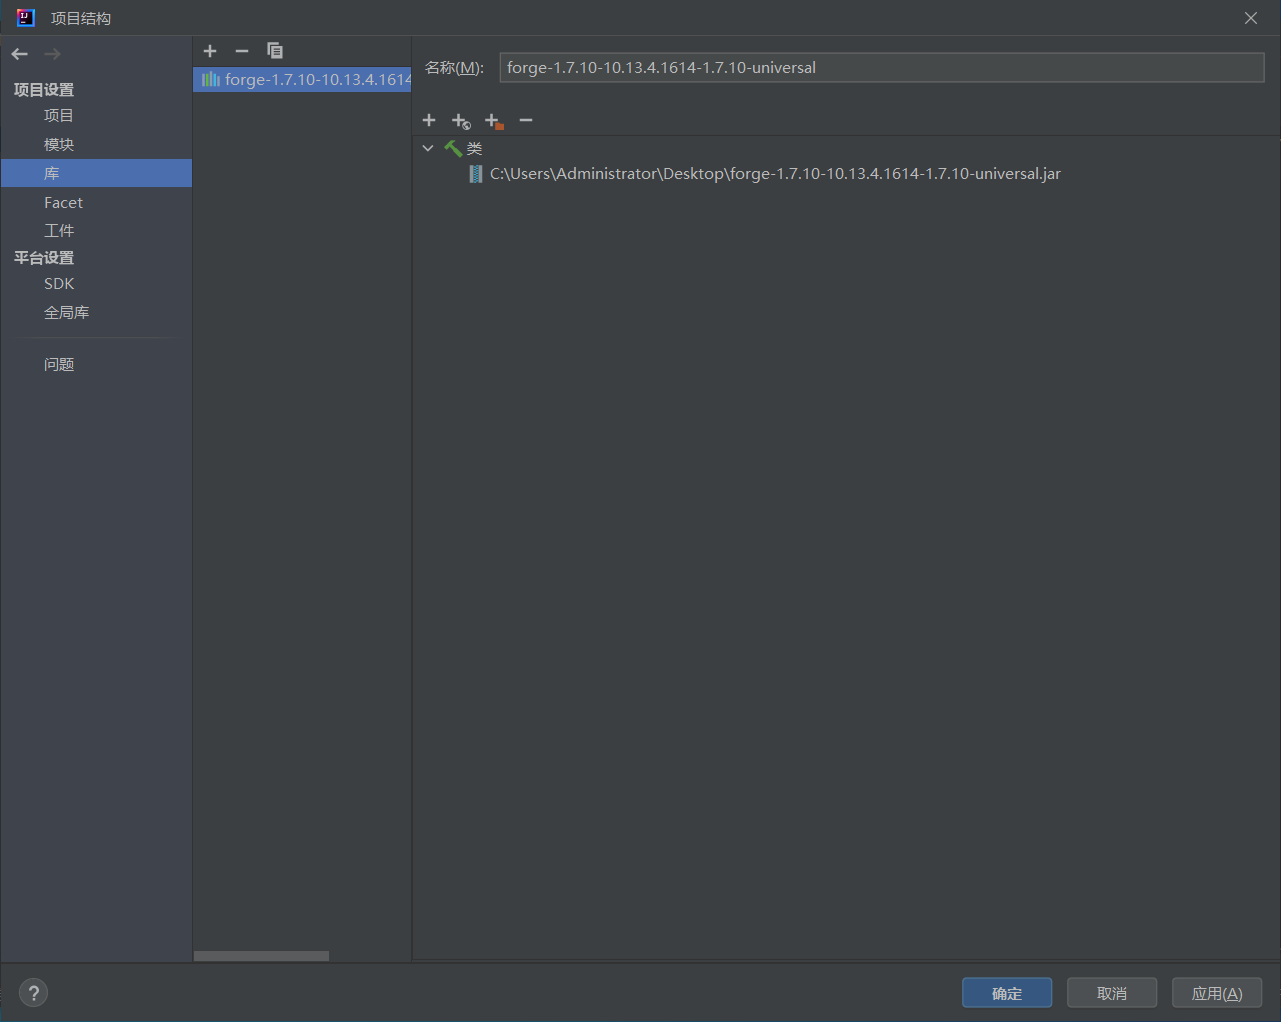 项目结构
项目设置
项目
模块
库
Facet
工件
平台设置
SDK
全局库
问题
forge-1.7.10-10.13.4.1614
名称(M):
forge-1.7.10-10.13.4.1614-1.7.10-universal
类
C:\Users\Administrator\Desktop\forge-1.7.10-10.13.4.1614-1.7.10-universal.jar
?
确定
取消
应用(A)